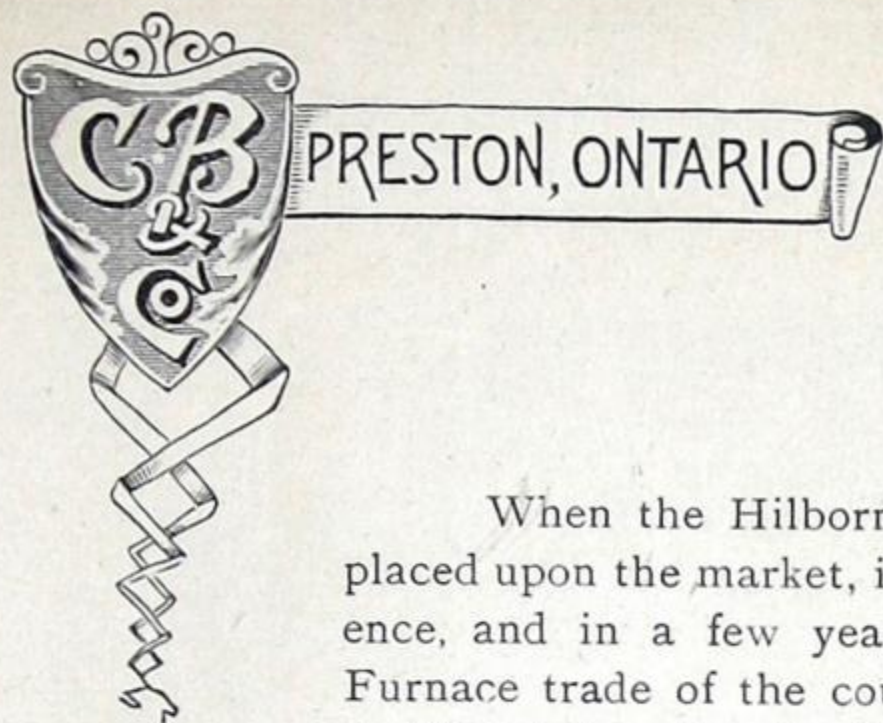 C B
& Co
PRESTON, ONTARIO
When the Hilborn
placed upon the market, i
ence, and in a few yea
Furnace trade of the cou